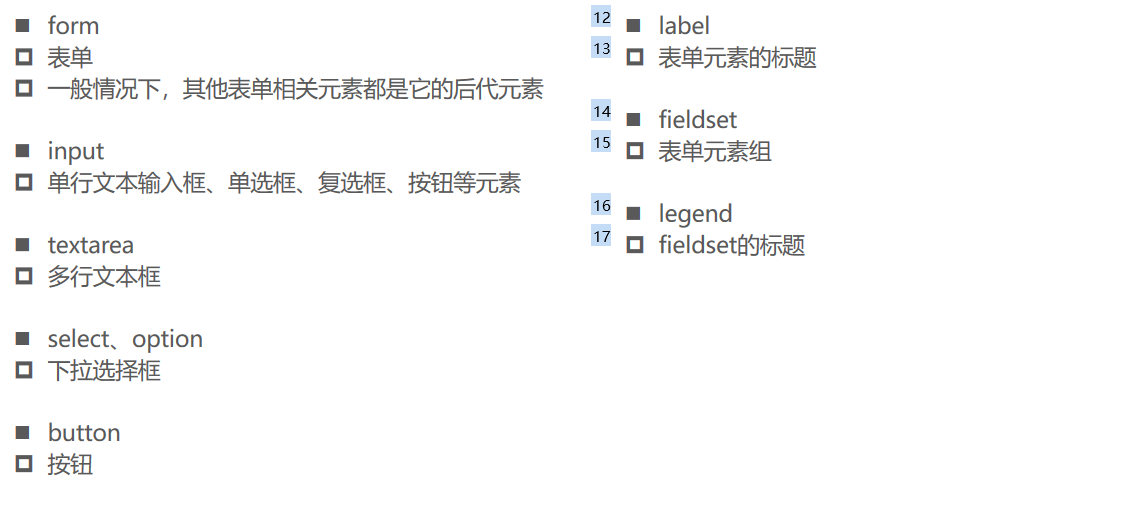 ■ form
□ 表单
□ 一般情况下，其他表单相关元素都是它的后代元素
■ input
□ 单行文本输入框、单选框、复选框、按钮等元素
■ textarea
□ 多行文本框
■ select、option
□ 下拉选择框
■ button
□ 按钮
12 ■ label
13 □ 表单元素的标题
14 ■ fieldset
15 □ 表单元素组
16 ■ legend
17 □ fieldset的标题